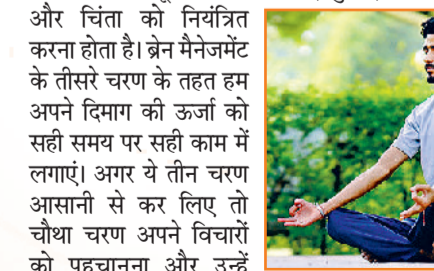 और चिंता को नियंत्रित
करना होता है। ब्रेन मैनेजमेंट
के तीसरे चरण के तहत हम
अपने दिमाग की ऊर्जा को
सही समय पर सही काम में
लगाएं। अगर ये तीन चरण
आसानी से कर लिए तो
चौथा चरण अपने विचारों
को पहचानना और उन्हें